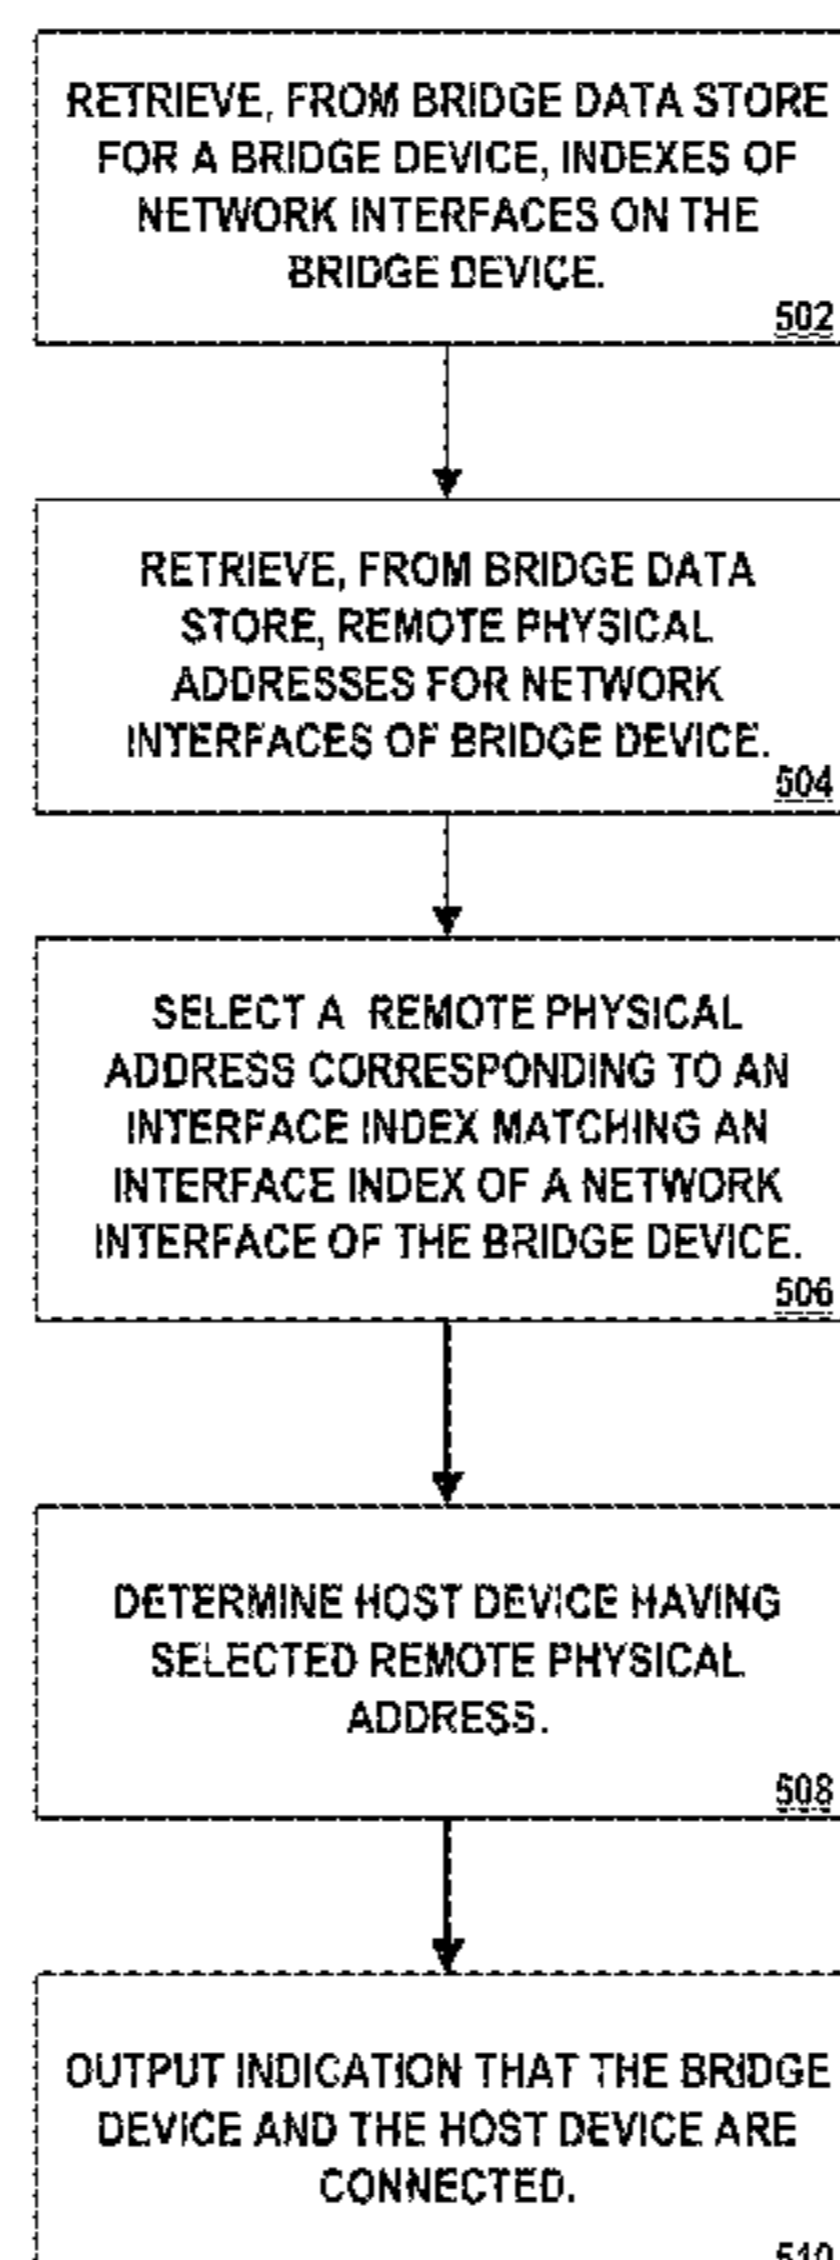 RETRIEVE, FROM BRIDGE DATA STORE
FOR A BRIDGE DEVICE, INDEXES OF
NETWORK INTERFACES ON THE
BRIDGE DEVICE.
502
RETRIEVE, FROM BRIDGE DATA
STORE, REMOTE PHYSICAL
ADDRESSES FOR NETWORK
INTERFACES OF BRIDGE DEVICE.
504
SELECT A REMOTE PHYSICAL
ADDRESS CORRESPONDING TO AN
INTERFACE INDEX MATCHING AN
INTERFACE INDEX OF A NETWORK
INTERFACE OF THE BRIDGE DEVICE.
506
DETERMINE HOST DEVICE HAVING
SELECTED REMOTE PHYSICAL
ADDRESS.
508
OUTPUT INDICATION THAT THE BRIDGE
DEVICE AND THE HOST DEVICE ARE
CONNECTED.
510